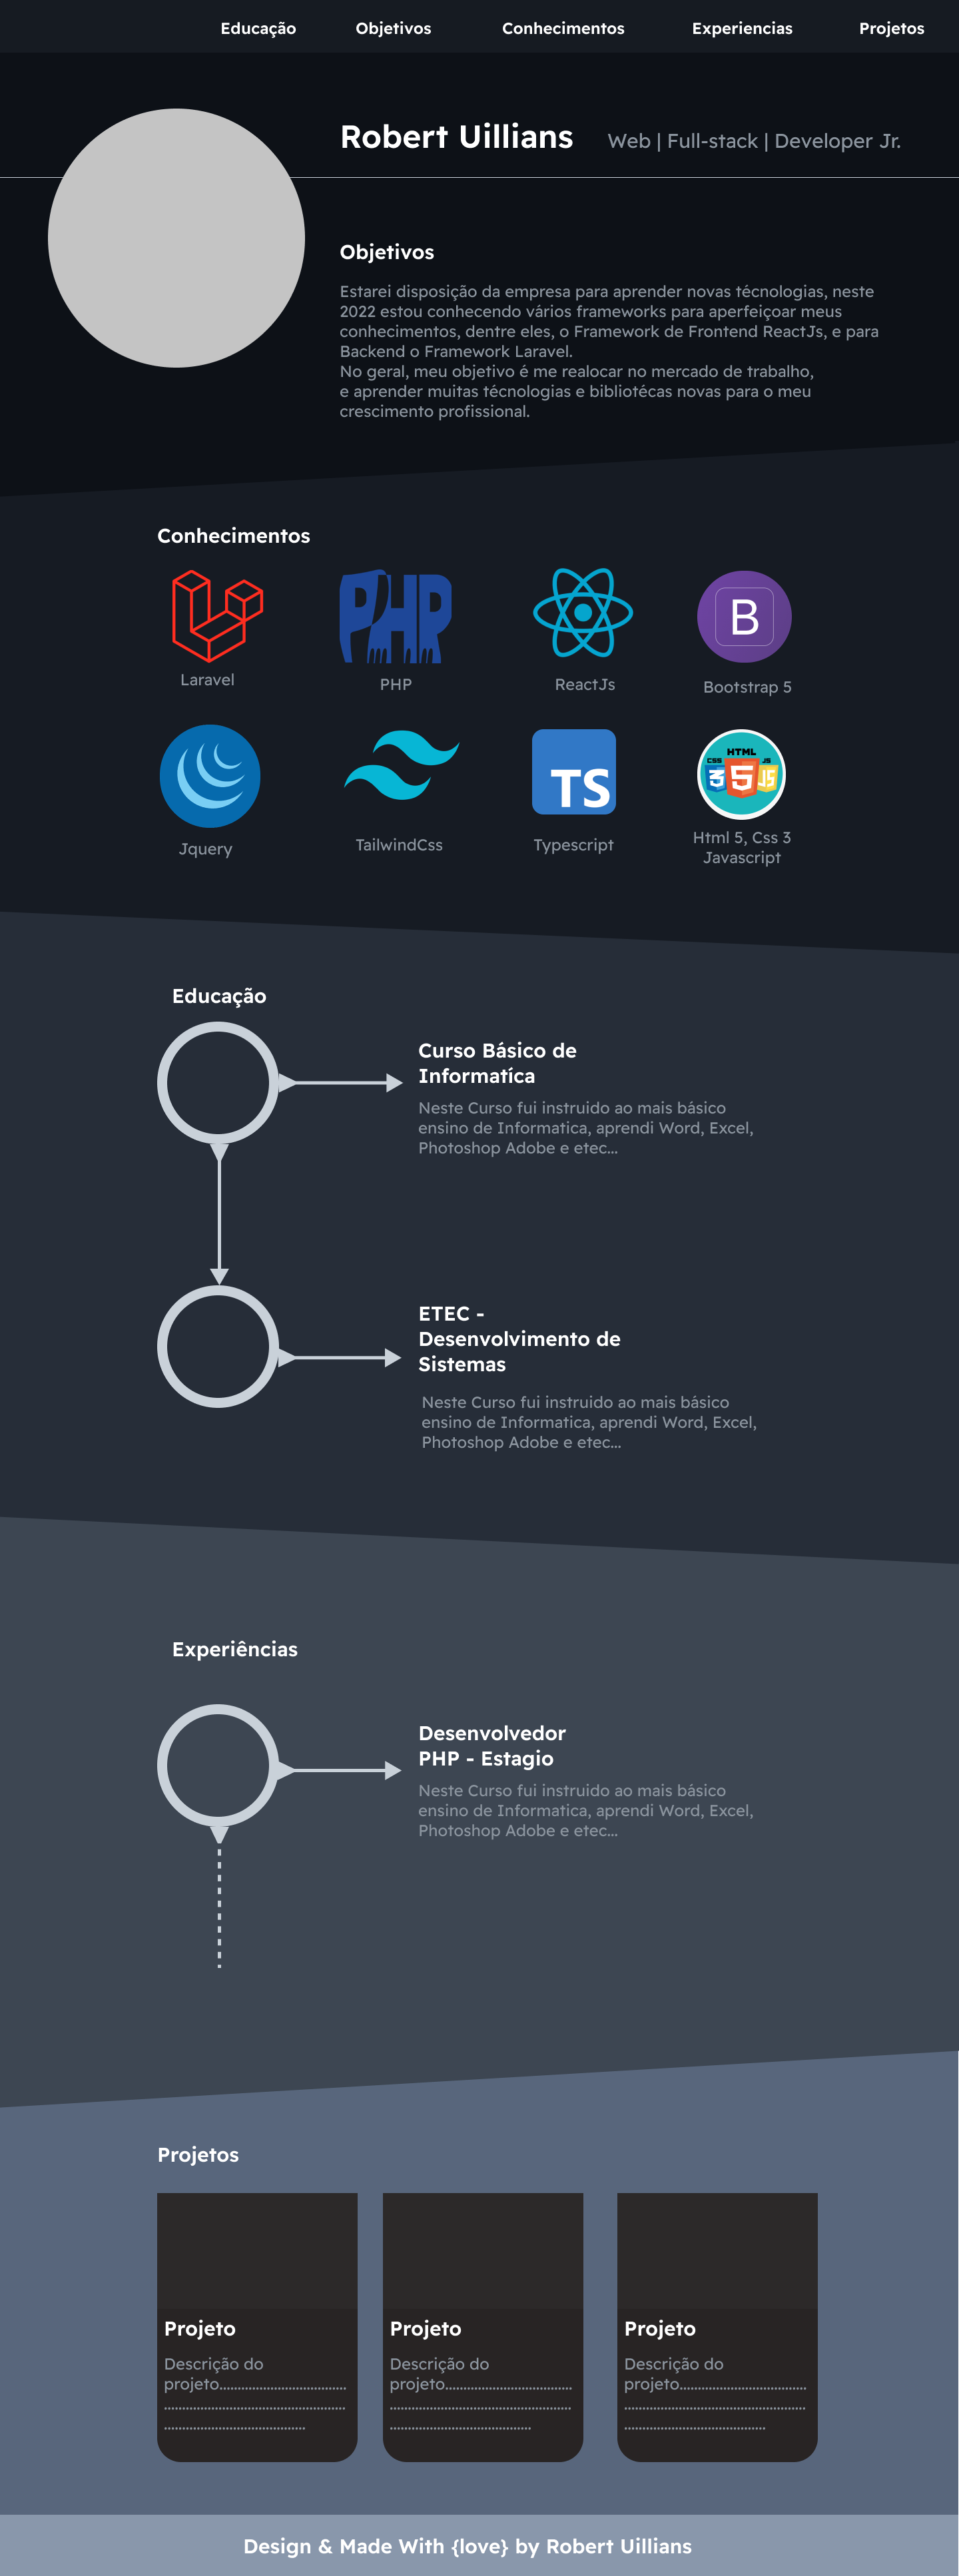 Educação Objetivos Conhecimentos Experiencias Projetos
Robert Uillians Web | Full-stack | Developer Jr.
Objetivos
Estarei disposição da empresa para aprender novas técnologias, neste
2022 estou conhecendo vários frameworks para aperfeiçoar meus
conhecimentos, dentre eles, o Framework de Frontend ReactJs, e para
Backend o Framework Laravel.
No geral, meu objetivo é me realocar no mercado de trabalho,
e aprender muitas técnologias e bibliotécas novas para o meu
crescimento profissional.
Conhecimentos
PHP B
Laravel PHP ReactJs Bootstrap 5
TS HTML CSS JS 3 5 JS
Jquery TailwindCss Typescript Html 5, Css 3
Javascript
Educação
Curso Básico de
Informatíca
Neste Curso fui instruido ao mais básico
ensino de Informatica, aprendi Word, Excel,
Photoshop Adobe e etec...
ETEC -
Desenvolvimento de
Sistemas
Neste Curso fui instruido ao mais básico
ensino de Informatica, aprendi Word, Excel,
Photoshop Adobe e etec...
Experiências
Desenvolvedor
PHP - Estagio
Neste Curso fui instruido ao mais básico
ensino de Informatica, aprendi Word, Excel,
Photoshop Adobe e etec...
Projetos
Projeto
Descrição do
projeto...................................
..................................................
.......................................
Projeto
Descrição do
projeto...................................
..................................................
.......................................
Projeto
Descrição do
projeto...................................
..................................................
.......................................
Design & Made With {love} by Robert Uillians